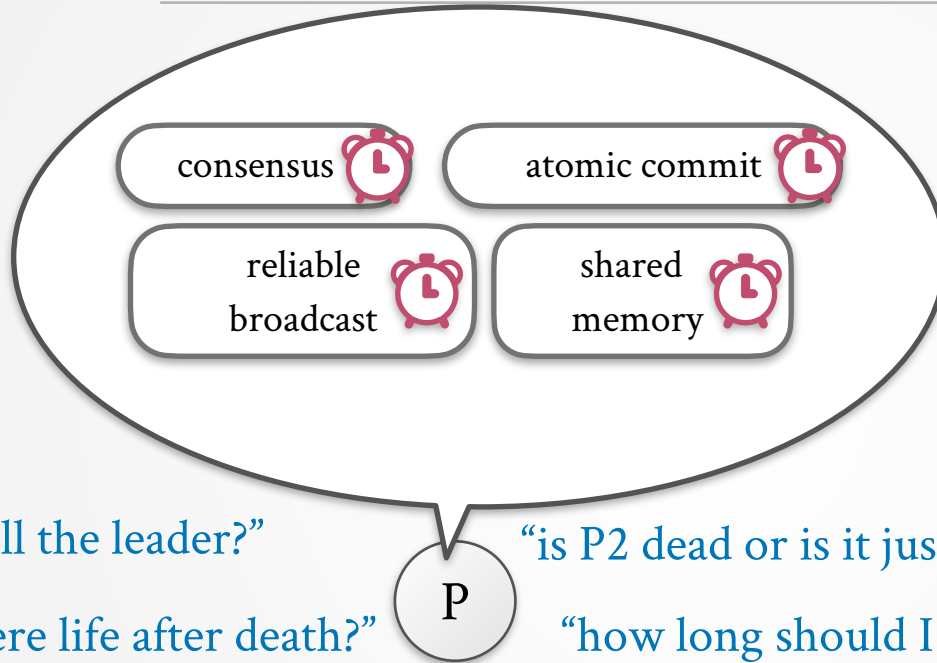 consensus
atomic commit
reliable
broadcast
shared
memory
ll the leader?”
“is P2 dead or is it jus
P
ere life after death?”
“how long should I